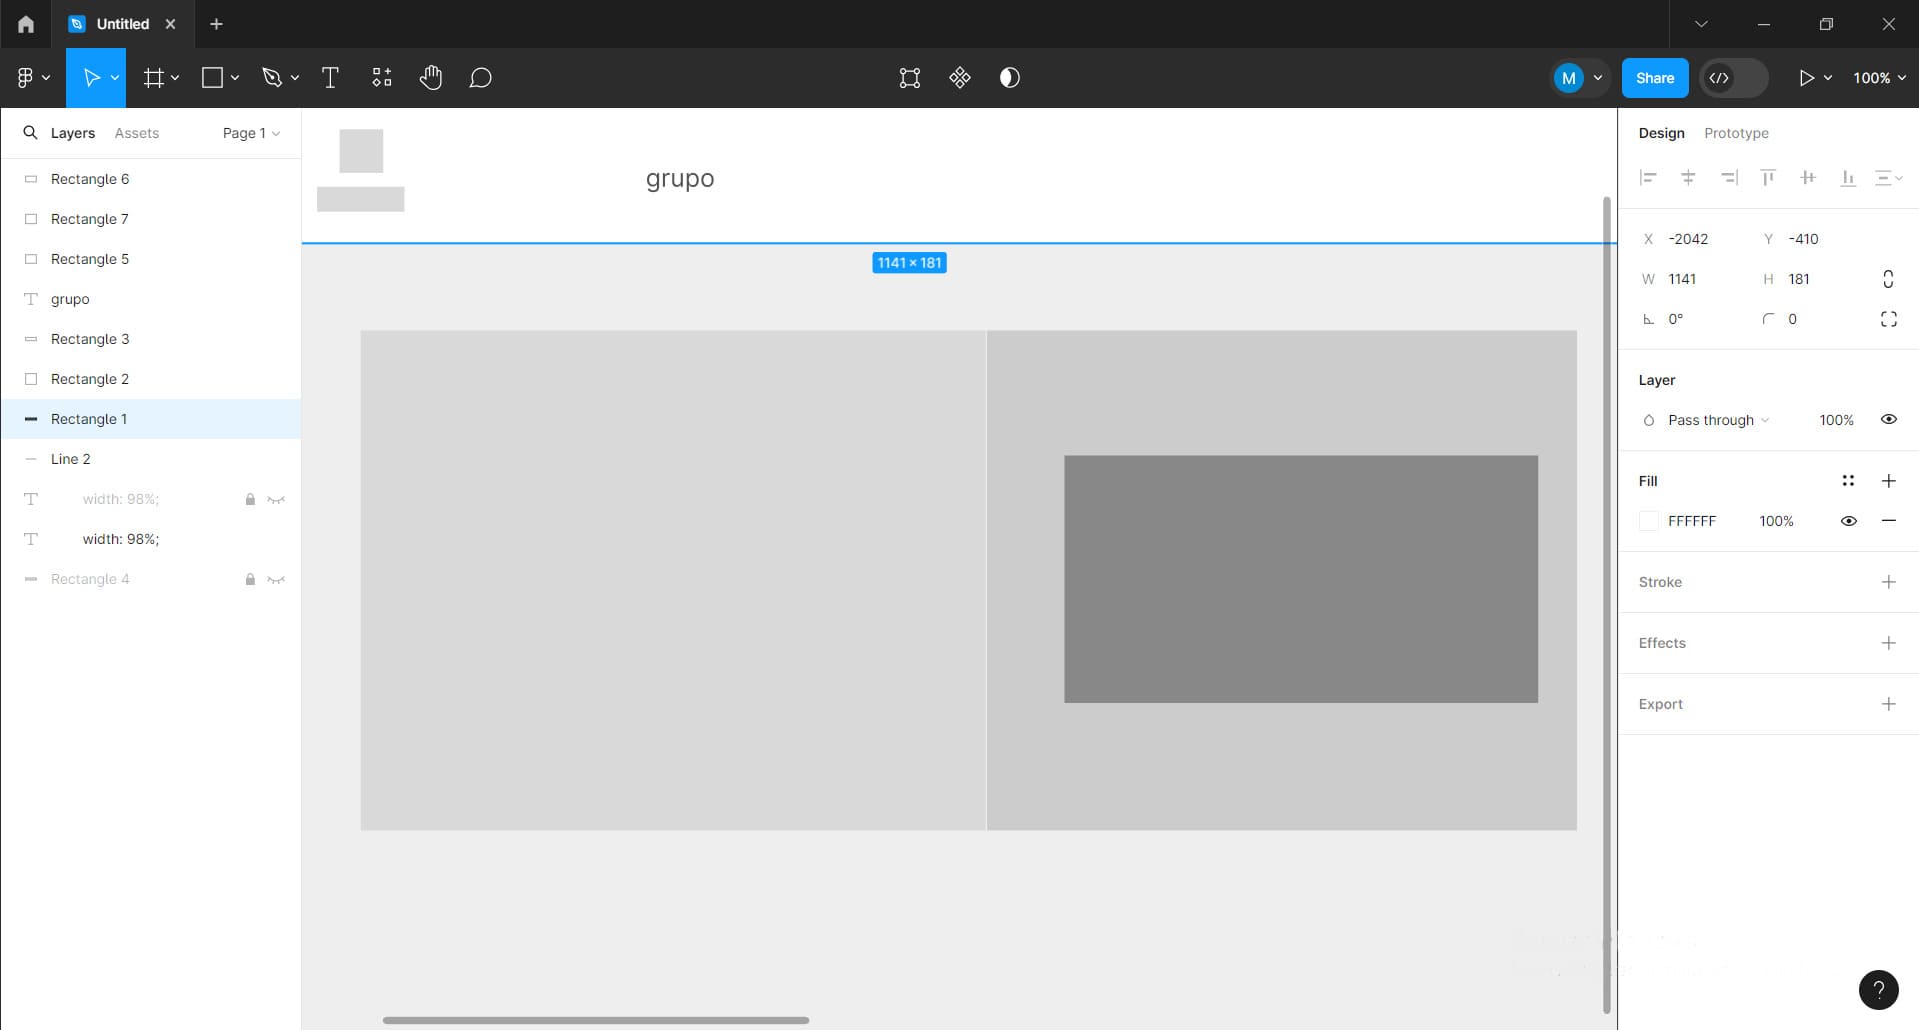 Untitled
M
Share
100%
Layers
Assets
Page 1
Rectangle 6
Rectangle 7
Rectangle 5
grupo
Rectangle 3
Rectangle 2
Rectangle 1
Line 2
width: 98%;
width: 98%;
Rectangle 4
grupo
1141 × 181
Design
Prototype
X -2042
Y -410
W 1141
H 181
0°
0
Layer
Pass through
100%
Fill
FFFFFF
100%
Stroke
Effects
Export
?